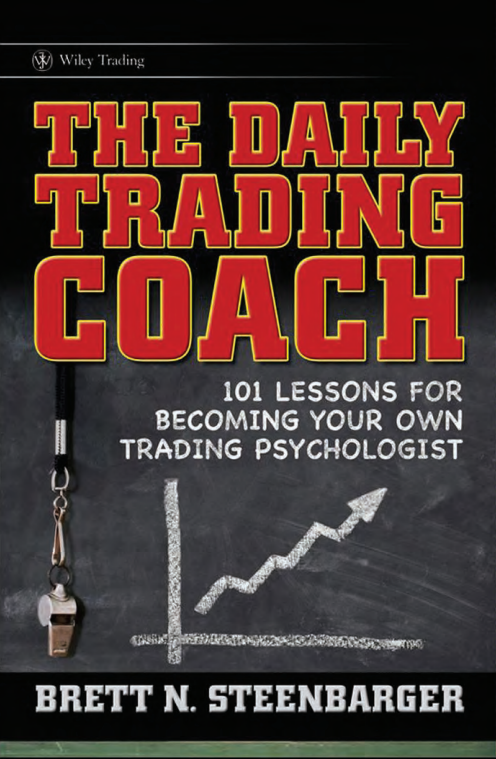 Wiley Trading
THE DAILY
TRADING
COACH
101 LESSONS FOR
BECOMING YOUR OWN
TRADING PSYCHOLOGIST
BRETT N. STEENBARGER